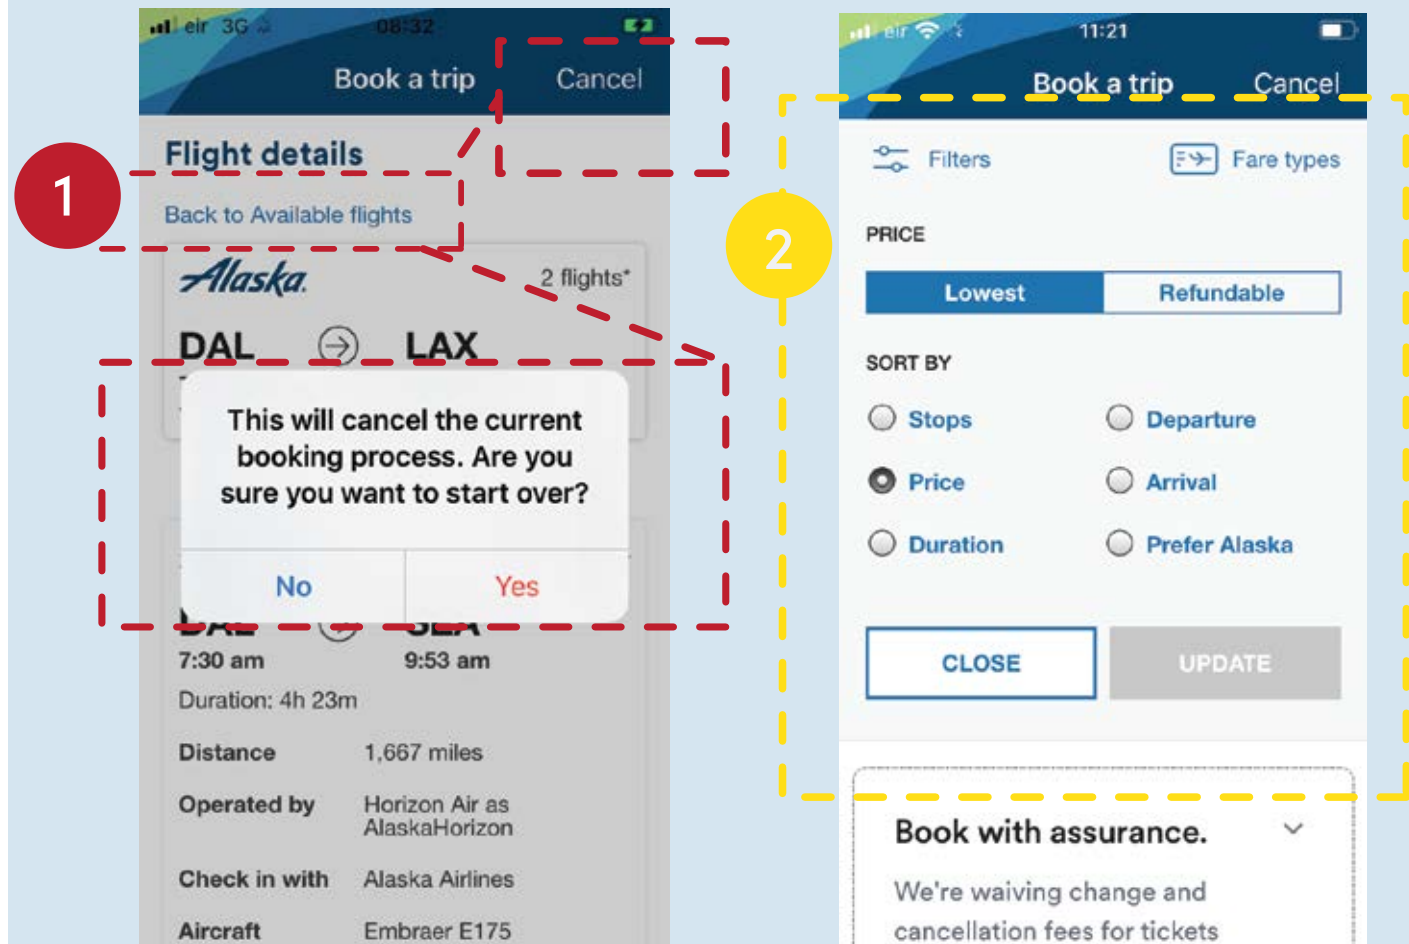 eir 3G 08:32
Book a trip Cancel
Flight details
1
Back to Available flights
Alaska. 2 flights*
DAL LAX
This will cancel the current
booking process. Are you
sure you want to start over?
No Yes
DAL SEA
7:30 am 9:53 am
Duration: 4h 23m
Distance 1,667 miles
Operated by Horizon Air as
AlaskaHorizon
Check in with Alaska Airlines
Aircraft Embraer E175
eir 11:21
Book a trip Cancel
Filters Fare types
2
PRICE
Lowest Refundable
SORT BY
Stops Departure
Price Arrival
Duration Prefer Alaska
CLOSE UPDATE
Book with assurance.
We're waiving change and
cancellation fees for tickets